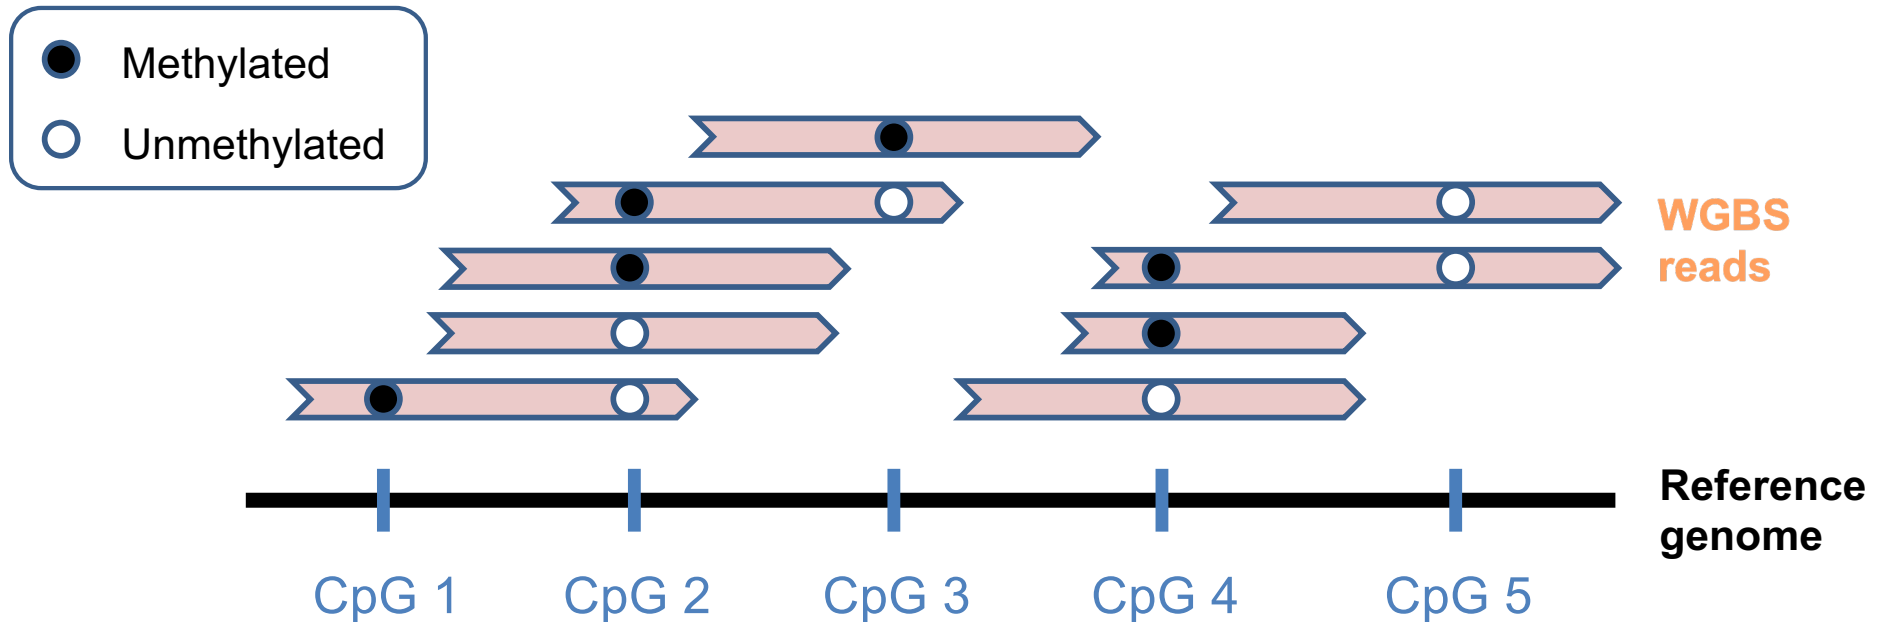 Methylated
Unmethylated
WGBS
reads
Reference
genome
CpG 1
CpG 2
CpG 3
CpG 4
CpG 5